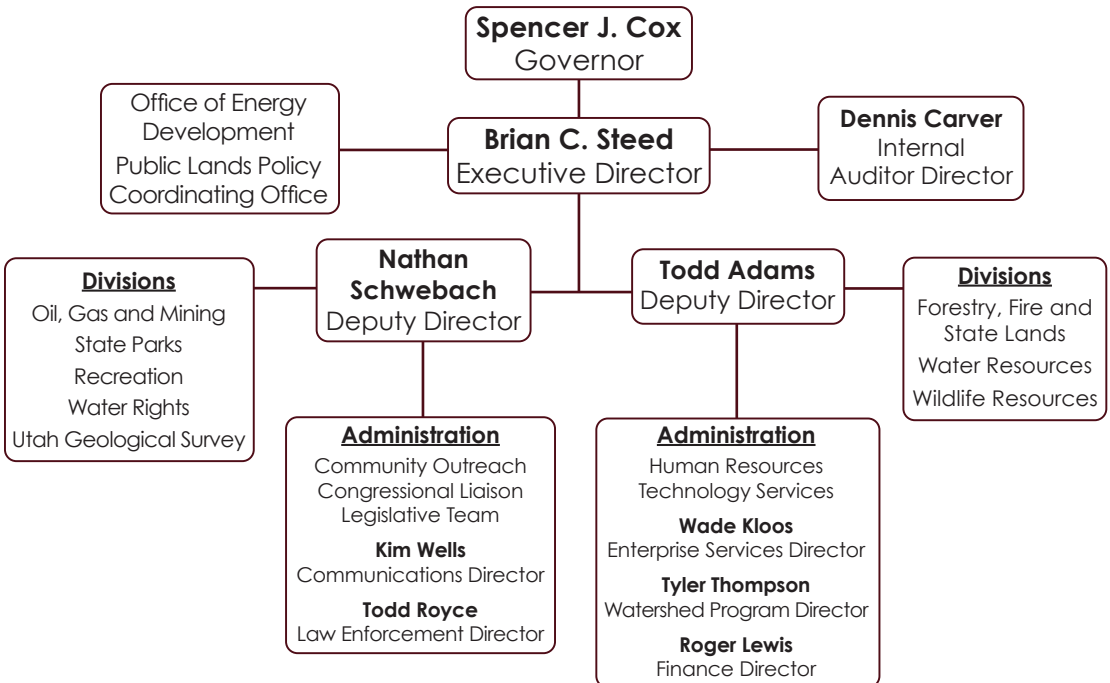 Spencer J. Cox
Governor
Office of Energy
Development
Public Lands Policy
Coordinating Office
Brian C. Steed
Executive Director
Dennis Carver
Internal
Auditor Director
Divisions
Oil, Gas and Mining
State Parks
Recreation
Water Rights
Utah Geological Survey
Nathan
Schwebach
Deputy Director
Todd Adams
Deputy Director
Divisions
Forestry, Fire and
State Lands
Water Resources
Wildlife Resources
Administration
Community Outreach
Congressional Liaison
Legislative Team
Kim Wells
Communications Director
Todd Royce
Law Enforcement Director
Administration
Human Resources
Technology Services
Wade Kloos
Enterprise Services Director
Tyler Thompson
Watershed Program Director
Roger Lewis
Finance Director